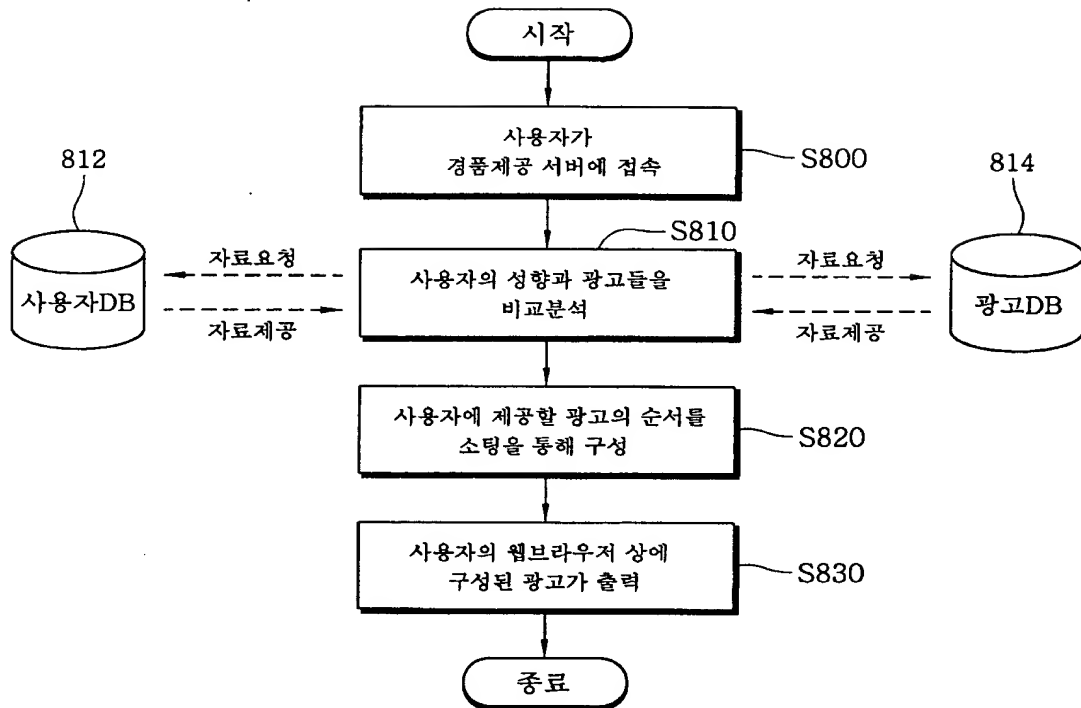 시작
사용자가
경품제공 서버에 접속
S800
812
814
S810
자료요청
사용자의 성향과 광고들을
비교분석
자료요청
사용자DB
광고DB
자료제공
자료제공
사용자에 제공할 광고의 순서를
소팅을 통해 구성
S820
사용자의 웹브라우저 상에
구성된 광고가 출력
S830
종료